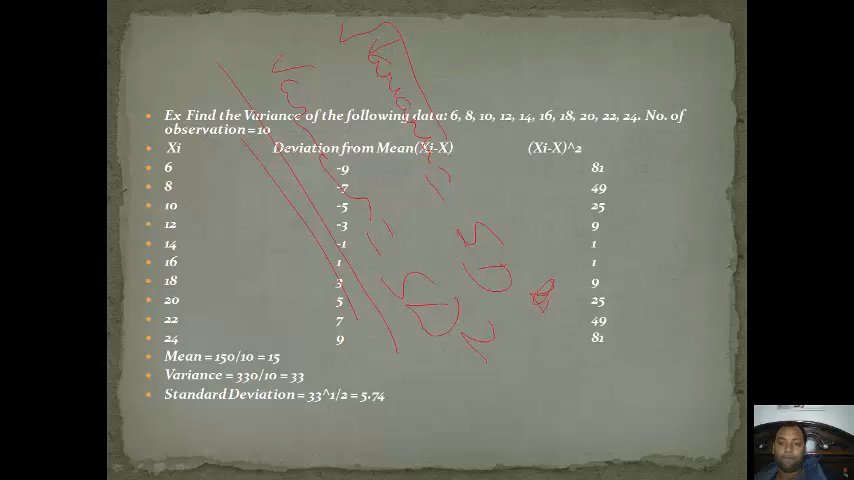 Ex Find the Variance of the following data: 6, 8, 10, 12, 14, 16, 18, 20, 22, 24. No. of
observation = 10
Xi Deviation from Mean(Xi-X) (Xi-X)^2
6 -9 81
8 -7 49
10 -5 25
12 -3 9
14 -1 1
16 1 1
18 3 9
20 5 25
22 7 49
24 9 81
Mean = 150/10 = 15
Variance = 330/10 = 33
Standard Deviation = 33^1/2 = 5.74